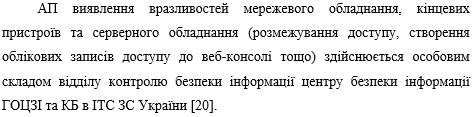 АП виявлення вразливостей мережевого обладнання, кінцевих
пристроїв та серверного обладнання (розмежування доступу, створення
облікових записів доступу до веб-консолі тощо) здійснюється особовим
складом відділу контролю безпеки інформації центру безпеки інформації
ГОЦЗІ та КБ в ІТС ЗС України [20].